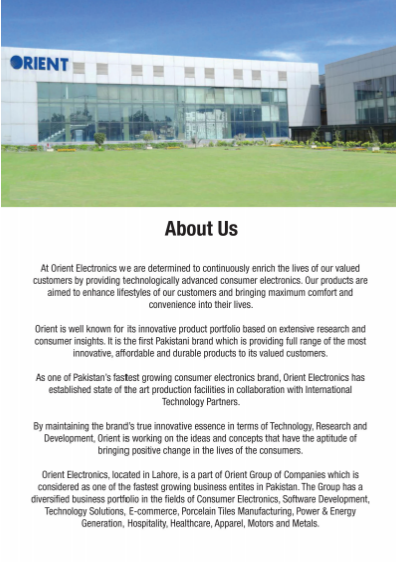 ORIENT
About Us
At Orient Electronics we are determined to continuously enrich the lives of our valued
customers by providing technologically advanced consumer electronics. Our products are
aimed to enhance lifestyles of our customers and bringing maximum comfort and
convenience into their lives.
Orient is well known for its innovative product portfolio based on extensive research and
consumer insights. It is the first Pakistani brand which is providing full range of the most
innovative, affordable and durable products to its valued customers.
As one of Pakistan's fastest growing consumer electronics brand, Orient Electronics has
established state of the art production facilities in collaboration with International
Technology Partners.
By maintaining the brand's true innovative essence in terms of Technology, Research and
Development, Orient is working on the ideas and concepts that have the aptitude of
bringing positive change in the lives of the consumers.
Orient Electronics, located in Lahore, is a part of Orient Group of Companies which is
considered as one of the fastest growing business entites in Pakistan. The Group has a
diversified business portfolio in the fields of Consumer Electronics, Software Development,
Technology Solutions, E-commerce, Porcelain Tiles Manufacturing, Power & Energy
Generation, Hospitality, Healthcare, Apparel, Motors and Metals.